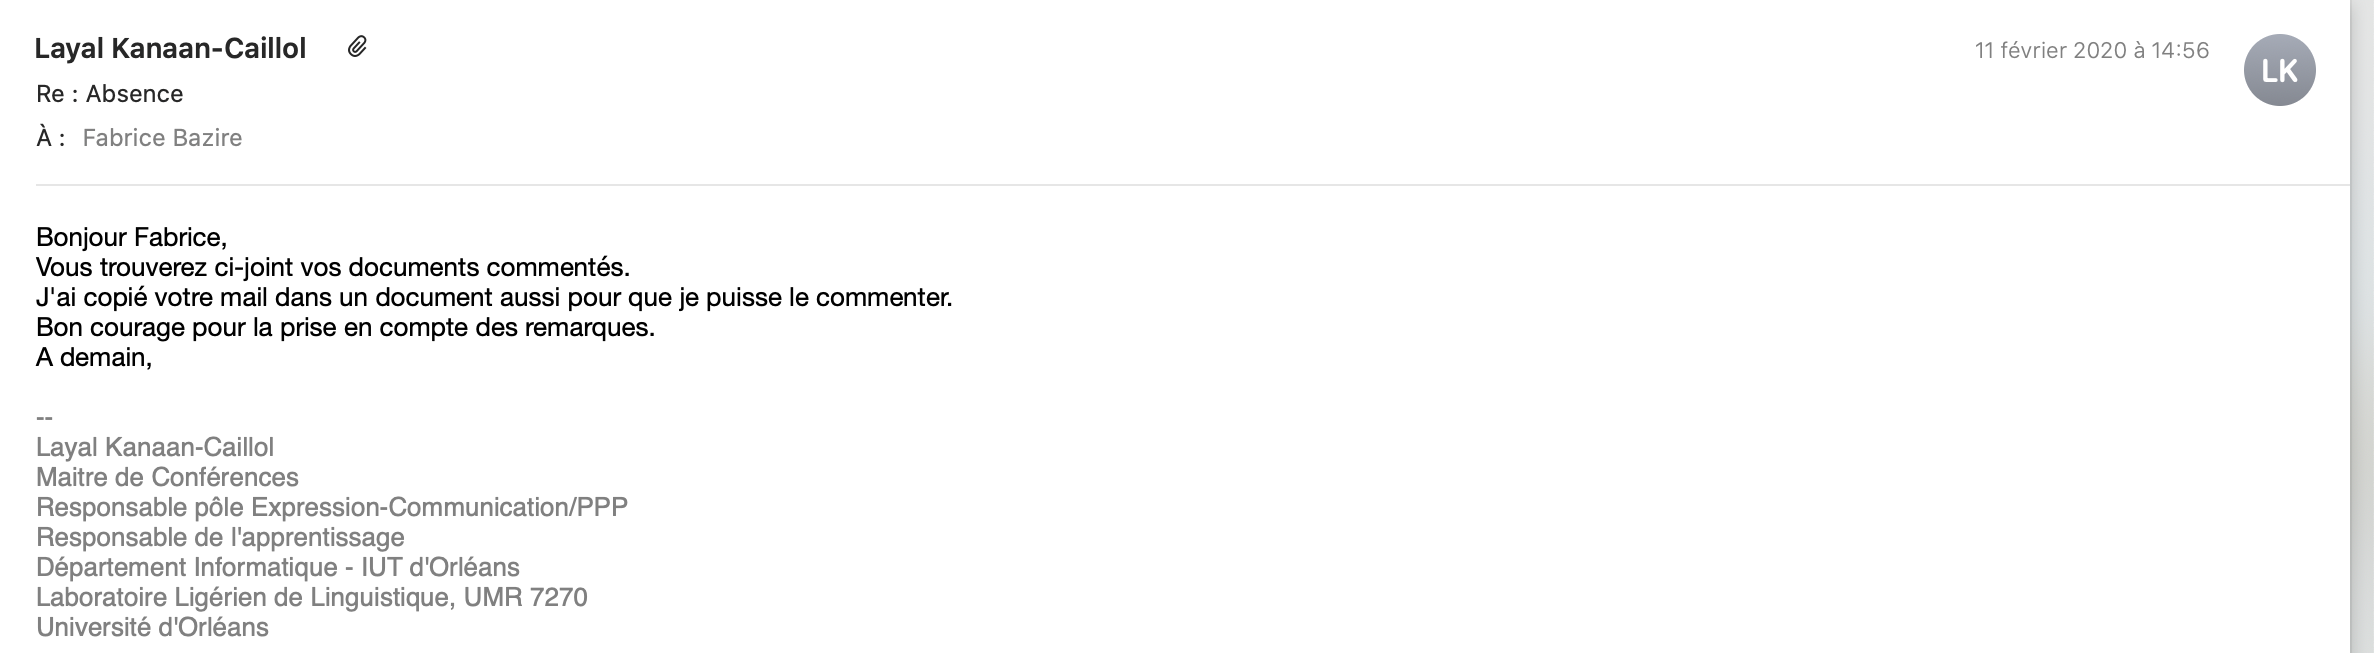 Layal Kanaan-Caillol
11 février 2020 à 14:56
LK
Re : Absence
À : Fabrice Bazire
Bonjour Fabrice,
Vous trouverez ci-joint vos documents commentés.
J'ai copié votre mail dans un document aussi pour que je puisse le commenter.
Bon courage pour la prise en compte des remarques.
A demain,
--
Layal Kanaan-Caillol
Maitre de Conférences
Responsable pôle Expression-Communication/PPP
Responsable de l'apprentissage
Département Informatique - IUT d'Orléans
Laboratoire Ligérien de Linguistique, UMR 7270
Université d'Orléans